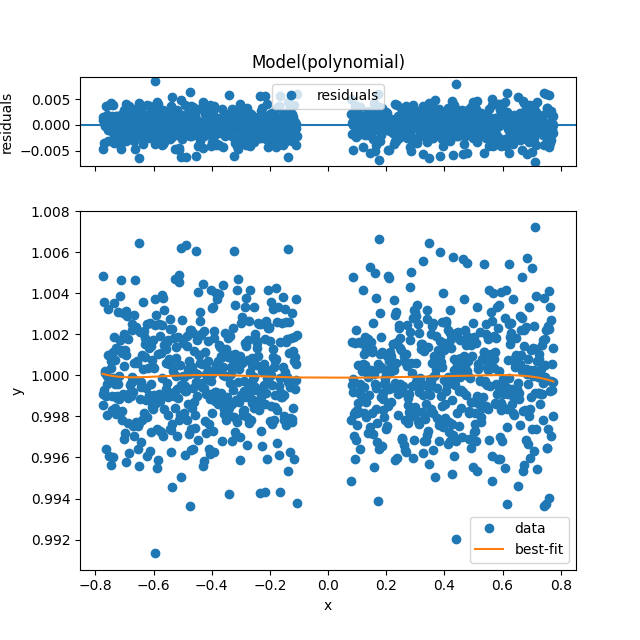 Model(polynomial)
residuals
0.005
0.000
−0.005
residuals
1.008
1.006
1.004
1.002
1.000
0.998
0.996
0.994
0.992
y
data
best-fit
−0.8 −0.6 −0.4 −0.2 0.0 0.2 0.4 0.6 0.8
x